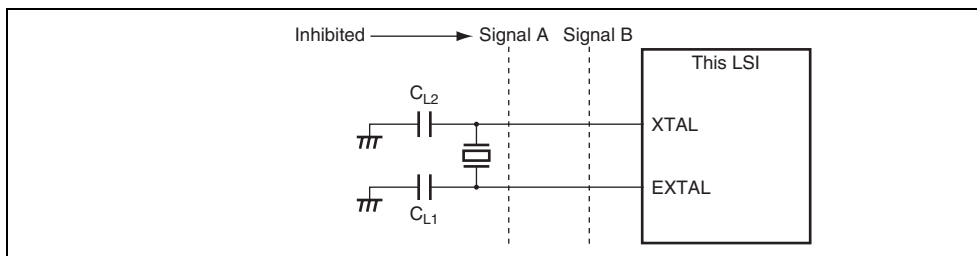 Inhibited Signal A Signal B
This LSI
CL2
XTAL
EXTAL
CL1